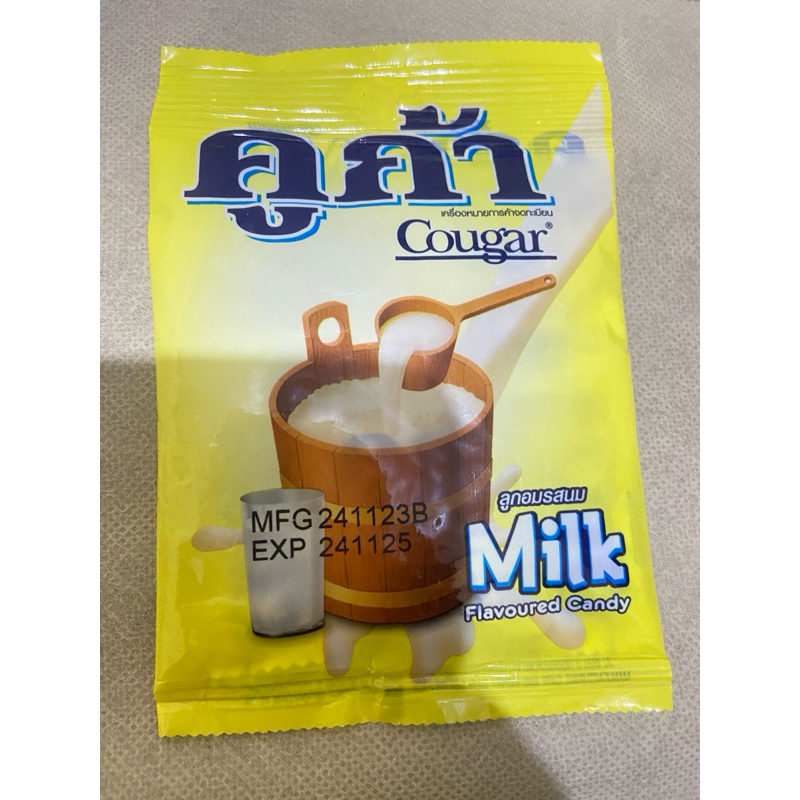 คูก้า
เครื่องหมายการค้าจดทะเบียน
Cougar®
MFG 241123B
EXP 241125
ลูกอมรสนม
Milk
Flavoured Candy